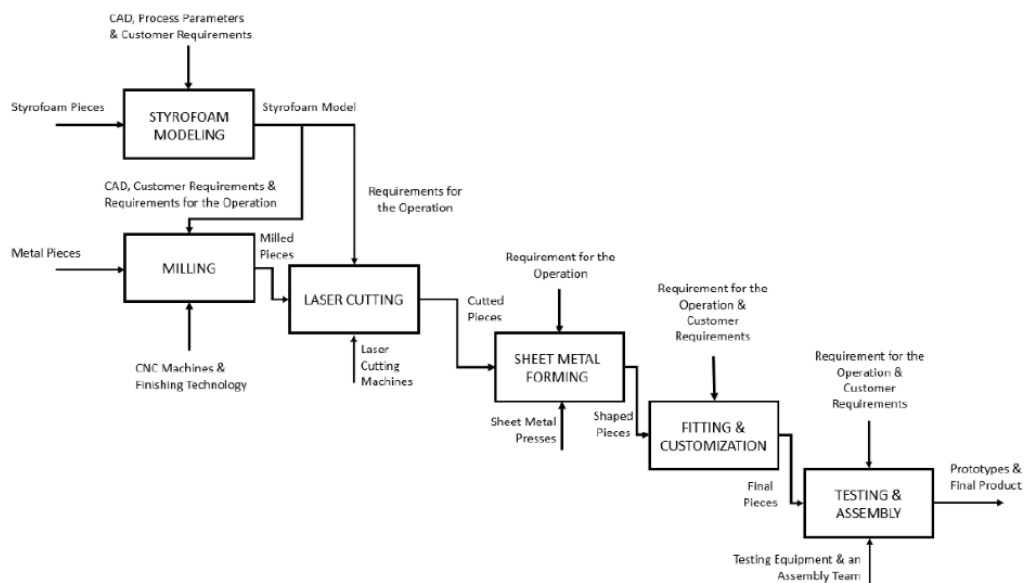 CAD, Process Parameters
& Customer Requirements
Styrofoam Pieces
STYROFOAM
MODELING
Styrofoam Model
CAD, Customer Requirements &
Requirements for the Operation
Requirements for
the Operation
Metal Pieces
MILLING
Milled
Pieces
LASER CUTTING
CNC Machines &
Finishing Technology
Laser
Cutting
Machines
Cutted
Pieces
Requirement for the
Operation
SHEET METAL
FORMING
Sheet Metal
Presses
Shaped
Pieces
Requirement for the
Operation &
Customer
Requirements
FITTING &
CUSTOMIZATION
Final
Pieces
Requirement for the
Operation &
Customer
Requirements
TESTING &
ASSEMBLY
Prototypes &
Final Product
Testing Equipment & an
Assembly Team